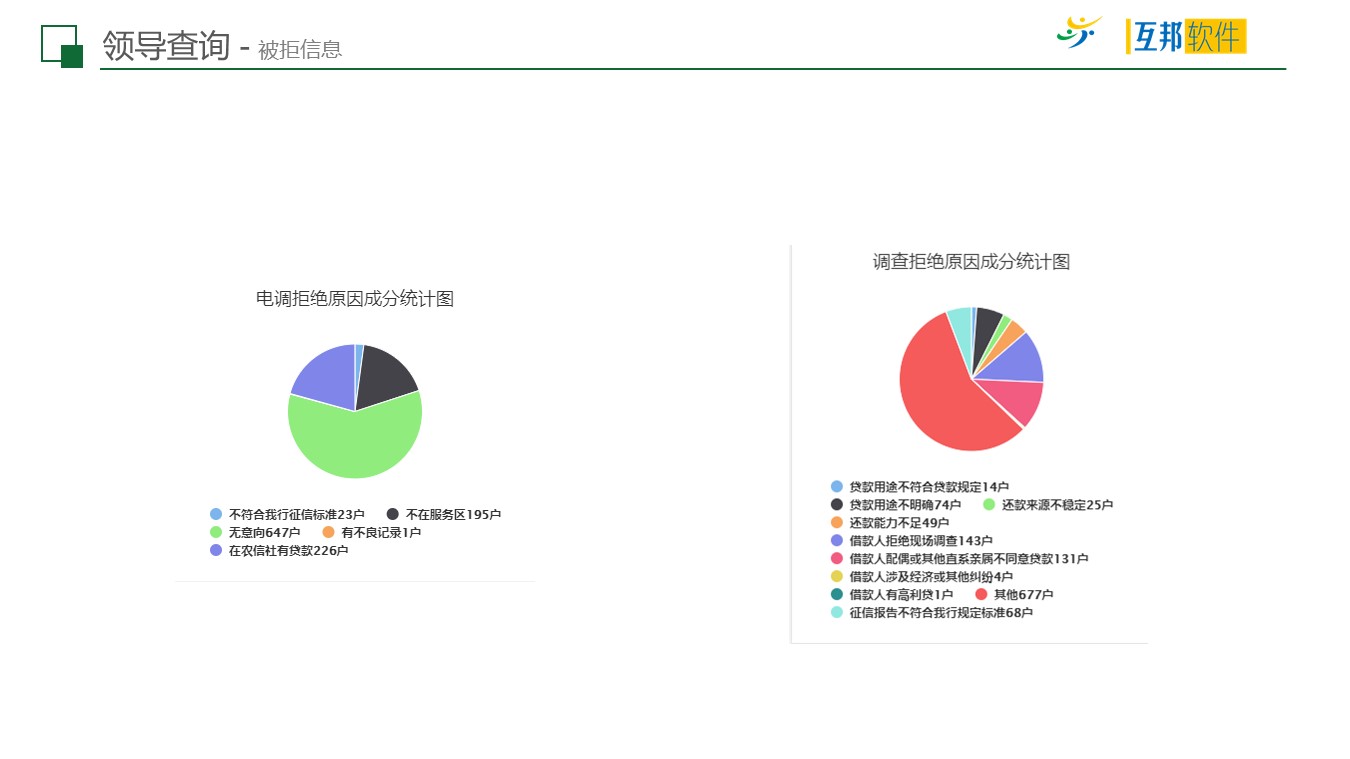 领导查询 - 被拒信息
互邦软件
电调拒绝原因成分统计图
不符合我行征信标准23户 不在服务区195户
无意向647户 有不良记录1户
在农信社有贷款226户
调查拒绝原因成分统计图
贷款用途不符合贷款规定14户
贷款用途不明确74户 还款来源不稳定25户
还款能力不足49户
借款人拒绝现场调查143户
借款人配偶或其他直系亲属不同意贷款131户
借款人涉及经济或其他纠纷4户
借款人有高利贷1户 其他677户
征信报告不符合我行规定标准68户